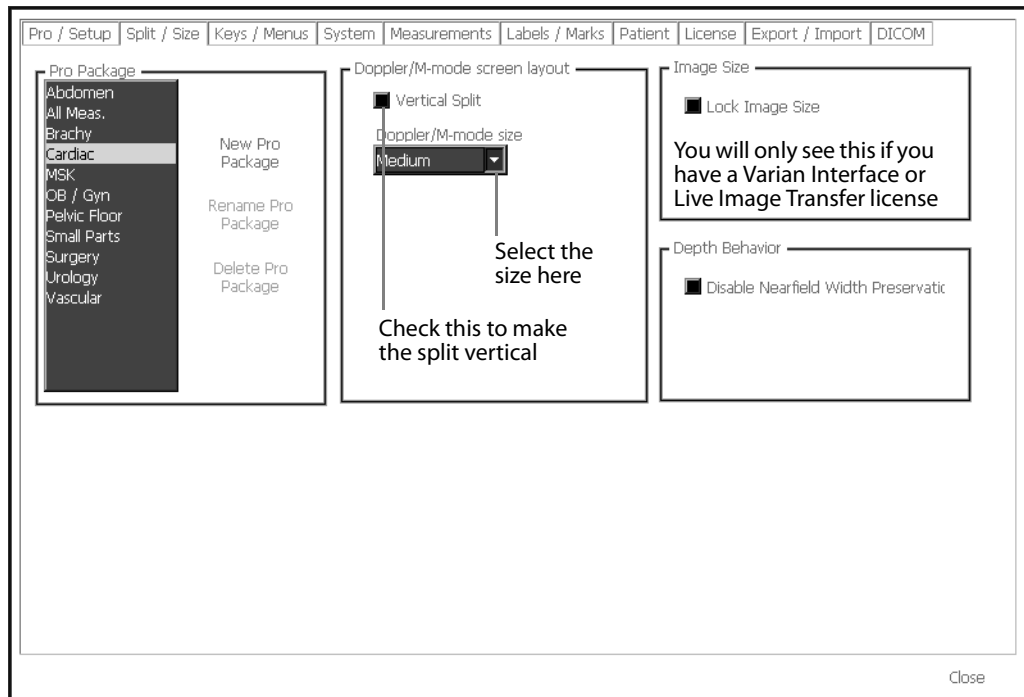 Pro / Setup Split / Size Keys / Menus System Measurements Labels / Marks Patient License Export / Import DICOM
Pro Package
Abdomen
All Meas.
Brachy
Cardiac
MSK
OB / Gyn
Pelvic Floor
Small Parts
Surgery
Urology
Vascular
New Pro
Package
Rename Pro
Package
Delete Pro
Package
Doppler/M-mode screen layout
Vertical Split
Doppler/M-mode size
Medium
Select the
size here
Check this to make
the split vertical
Image Size
Lock Image Size
You will only see this if you
have a Varian Interface or
Live Image Transfer license
Depth Behavior
Disable Nearfield Width Preservatic
Close